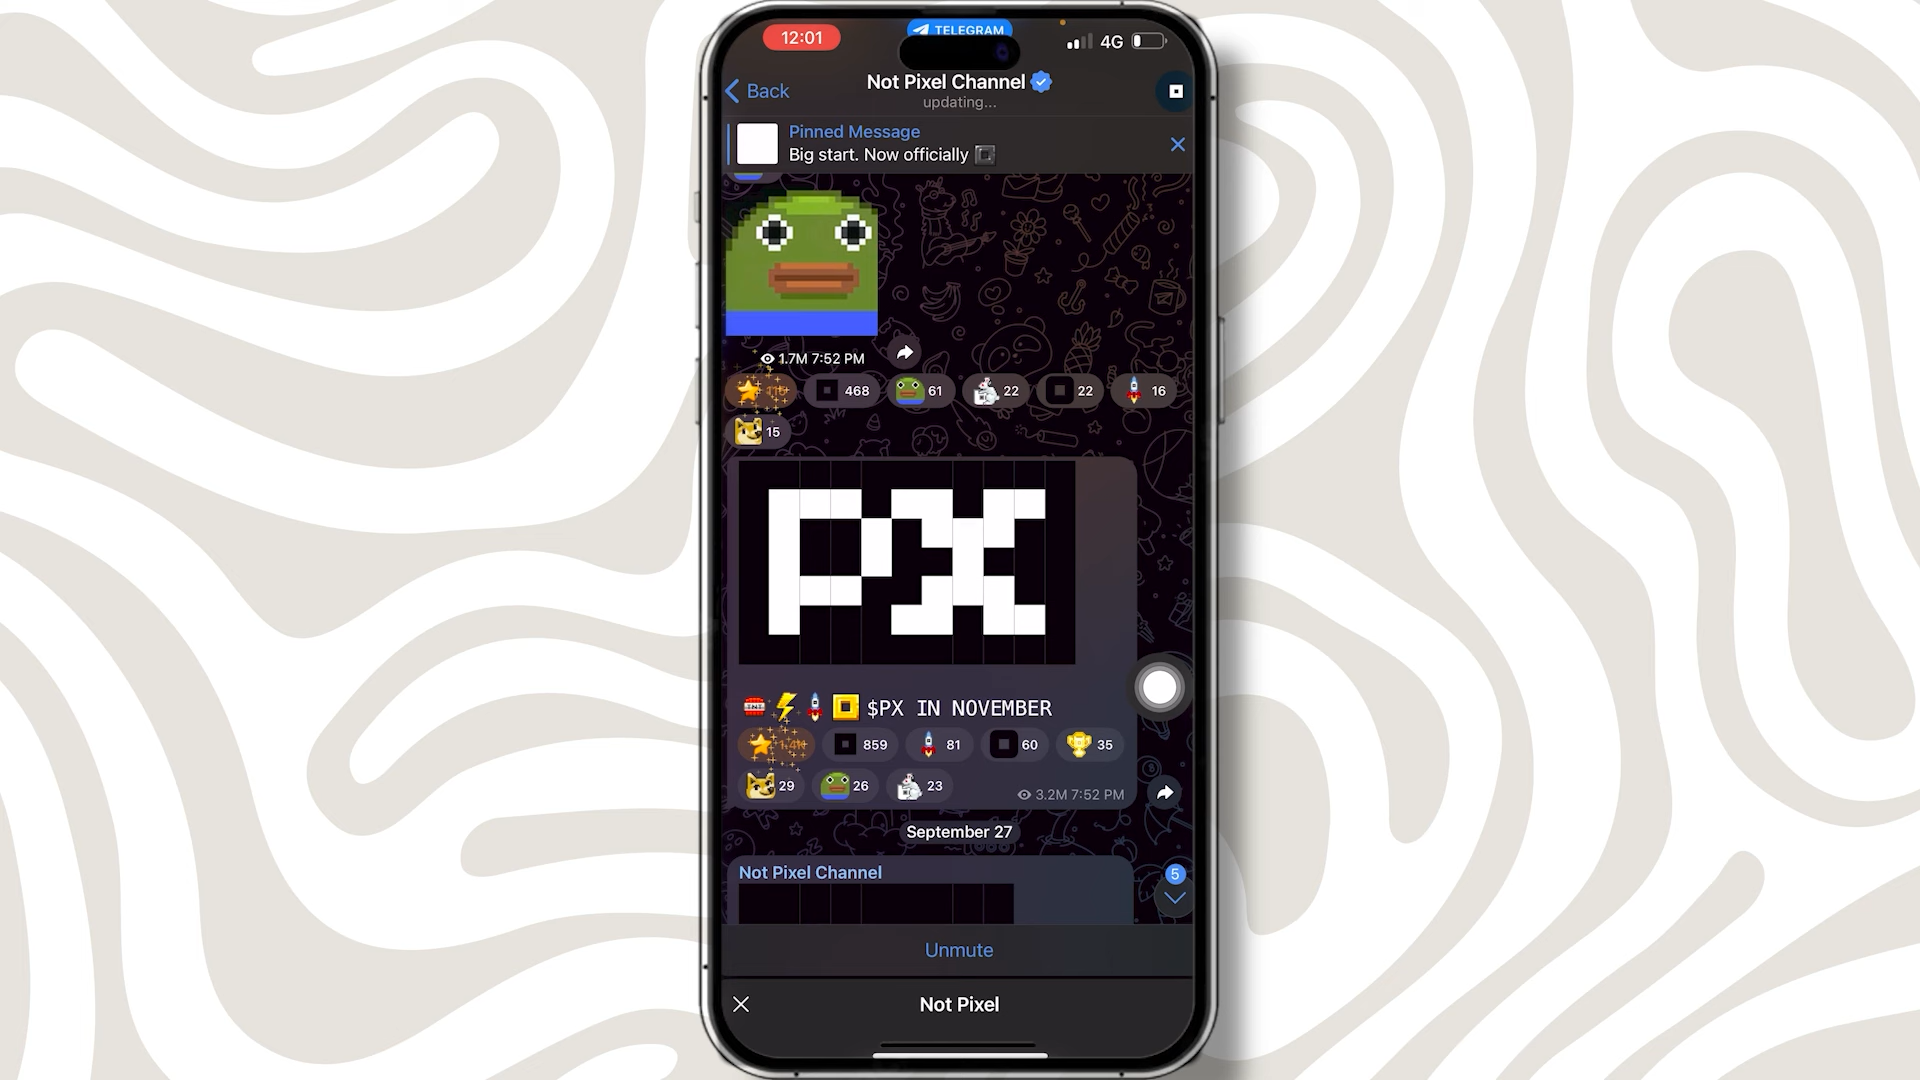 12:01
TELEGRAM
4G
Back
Not Pixel Channel
updating...
Pinned Message
Big start. Now officially
1.7M 7:52 PM
468
61
22
22
16
15
PX
TNT
$PX IN NOVEMBER
859
81
60
35
29
26
23
3.2M 7:52 PM
September 27
Not Pixel Channel
5
Unmute
Not Pixel